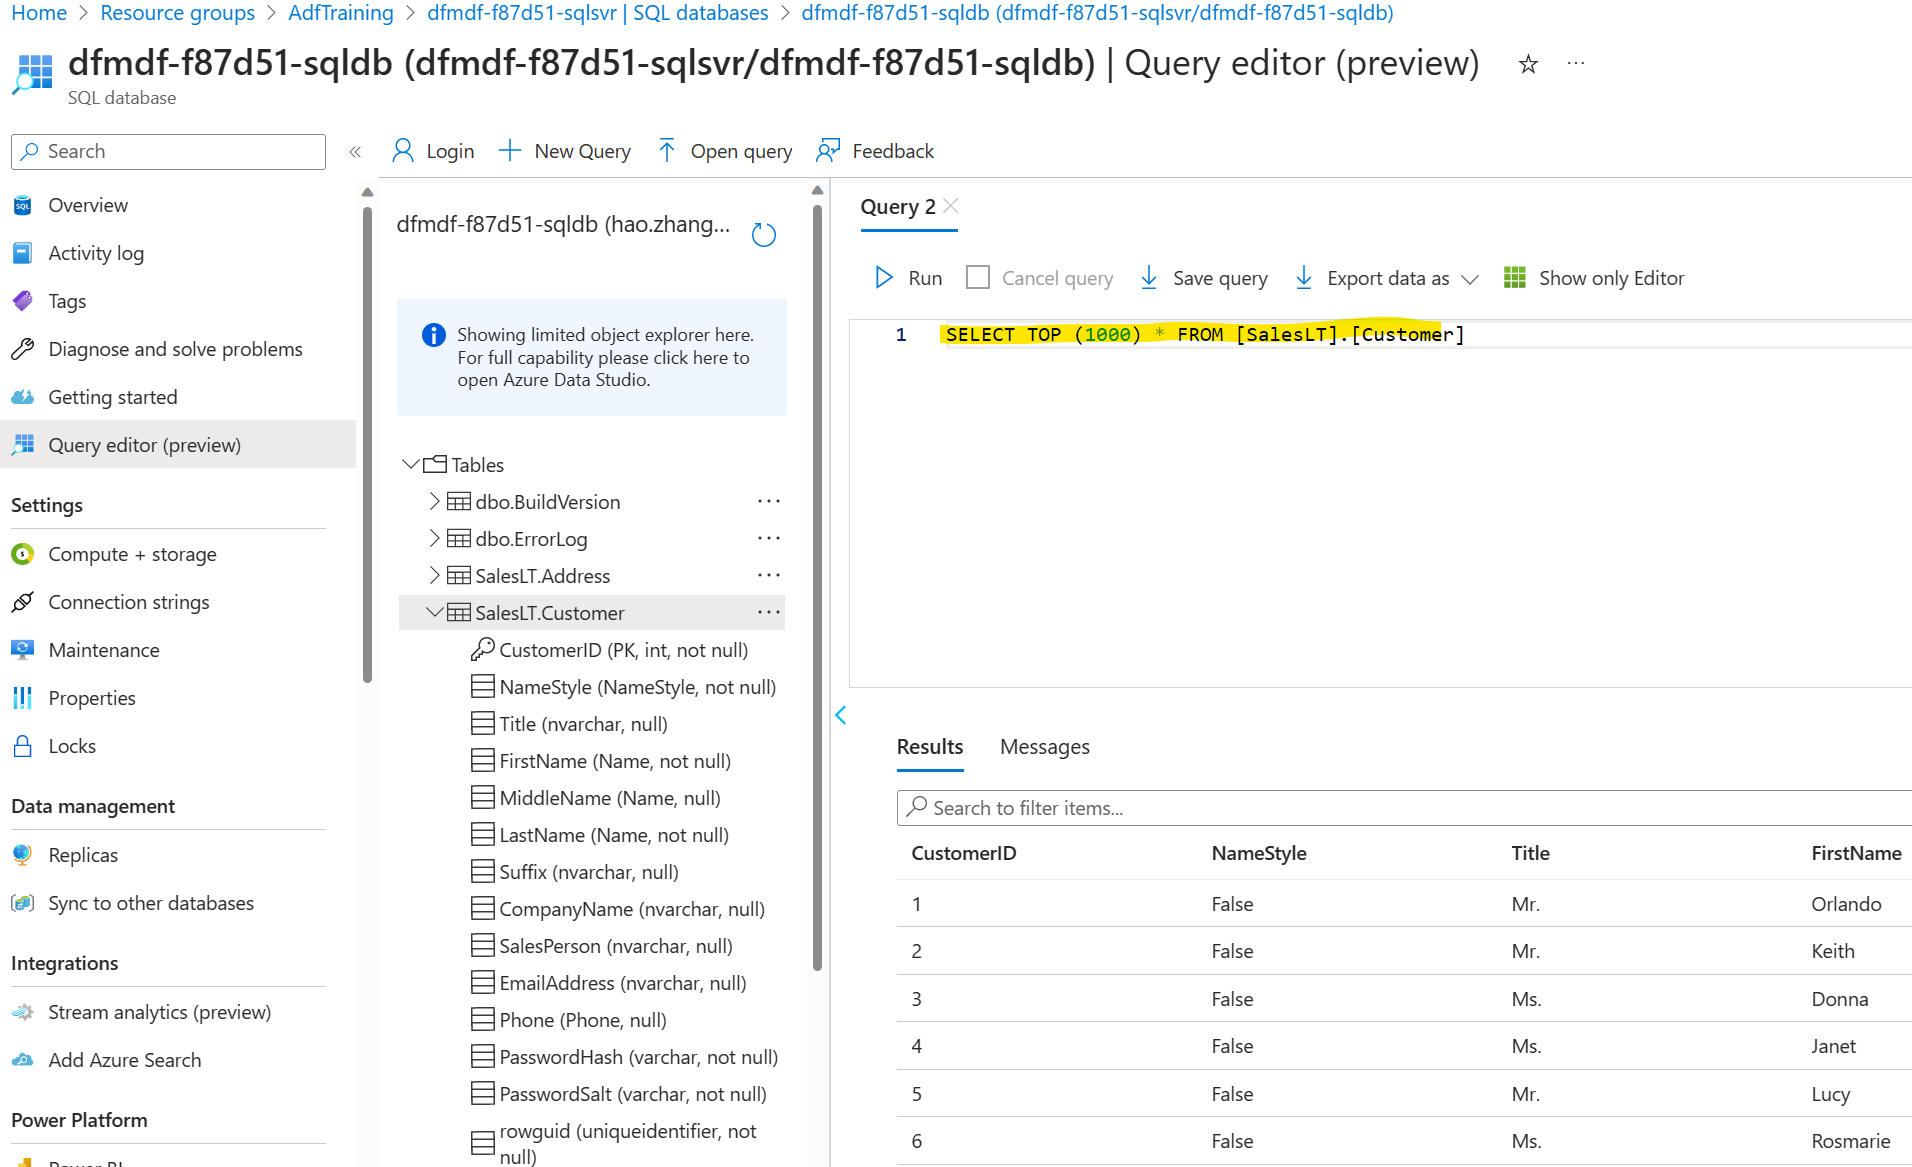 Home > Resource groups > AdfTraining > dfmdf-f87d51-sqlsvr | SQL databases > dfmdf-f87d51-sqldb (dfmdf-f87d51-sqlsvr/dfmdf-f87d51-sqldb)
dfmdf-f87d51-sqldb (dfmdf-f87d51-sqlsvr/dfmdf-f87d51-sqldb) | Query editor (preview) ☆ ...
SQL database
Search
«
Overview
Activity log
Tags
Diagnose and solve problems
Getting started
Query editor (preview)
Settings
Compute + storage
Connection strings
Maintenance
Properties
Locks
Data management
Replicas
Sync to other databases
Integrations
Stream analytics (preview)
Add Azure Search
Power Platform
Power BI
Login New Query Open query Feedback
dfmdf-f87d51-sqldb (hao.zhang...
Showing limited object explorer here.
For full capability please click here to
open Azure Data Studio.
Tables
dbo.BuildVersion ...
dbo.ErrorLog ...
SalesLT.Address ...
SalesLT.Customer ...
CustomerID (PK, int, not null)
NameStyle (NameStyle, not null)
Title (nvarchar, null)
FirstName (Name, not null)
MiddleName (Name, null)
LastName (Name, not null)
Suffix (nvarchar, null)
CompanyName (nvarchar, null)
SalesPerson (nvarchar, null)
EmailAddress (nvarchar, null)
Phone (Phone, null)
PasswordHash (varchar, not null)
PasswordSalt (varchar, not null)
rowguid (uniqueidentifier, not
null)
Query 2
Run Cancel query Save query Export data as Show only Editor
1 SELECT TOP (1000) * FROM [SalesLT].[Customer]
Results Messages
Search to filter items...
CustomerID NameStyle Title FirstName
1 False Mr. Orlando
2 False Mr. Keith
3 False Ms. Donna
4 False Ms. Janet
5 False Mr. Lucy
6 False Ms. Rosmarie